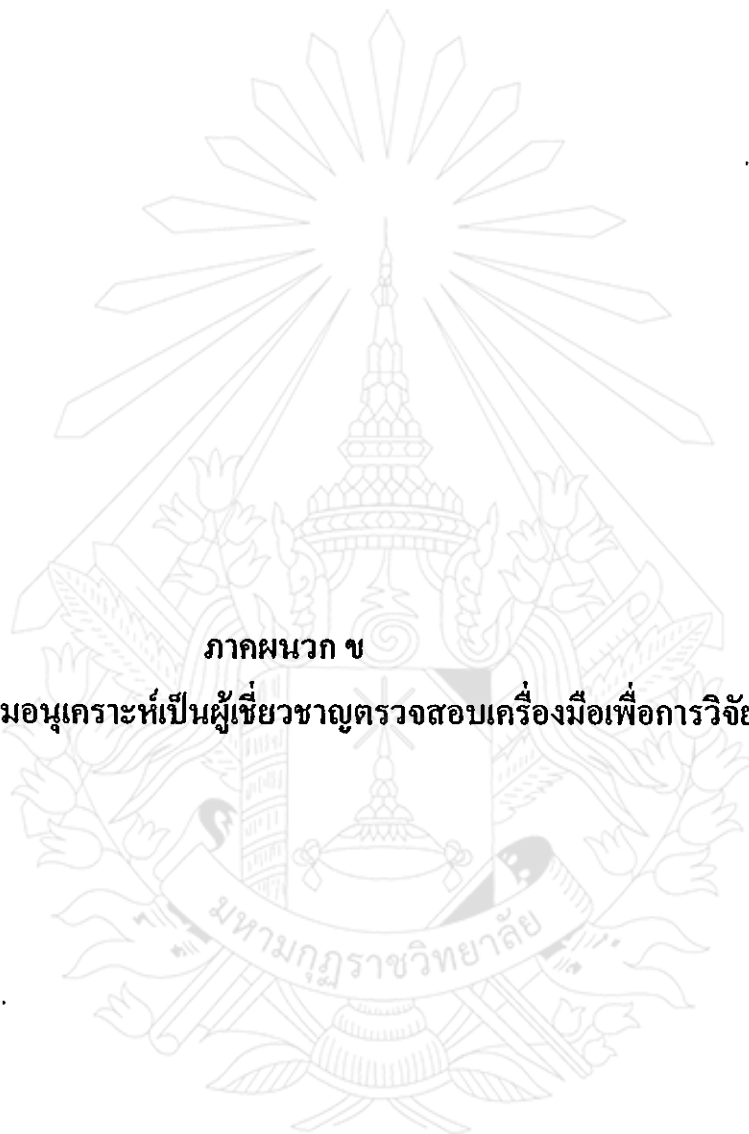 ภาคผนวก ข
มอนุเคราะห์เป็นผู้เชี่ยวชาญตรวจสอบเครื่องมือเพื่อการวิจัย
มหามกุฏราชวิทยาลัย